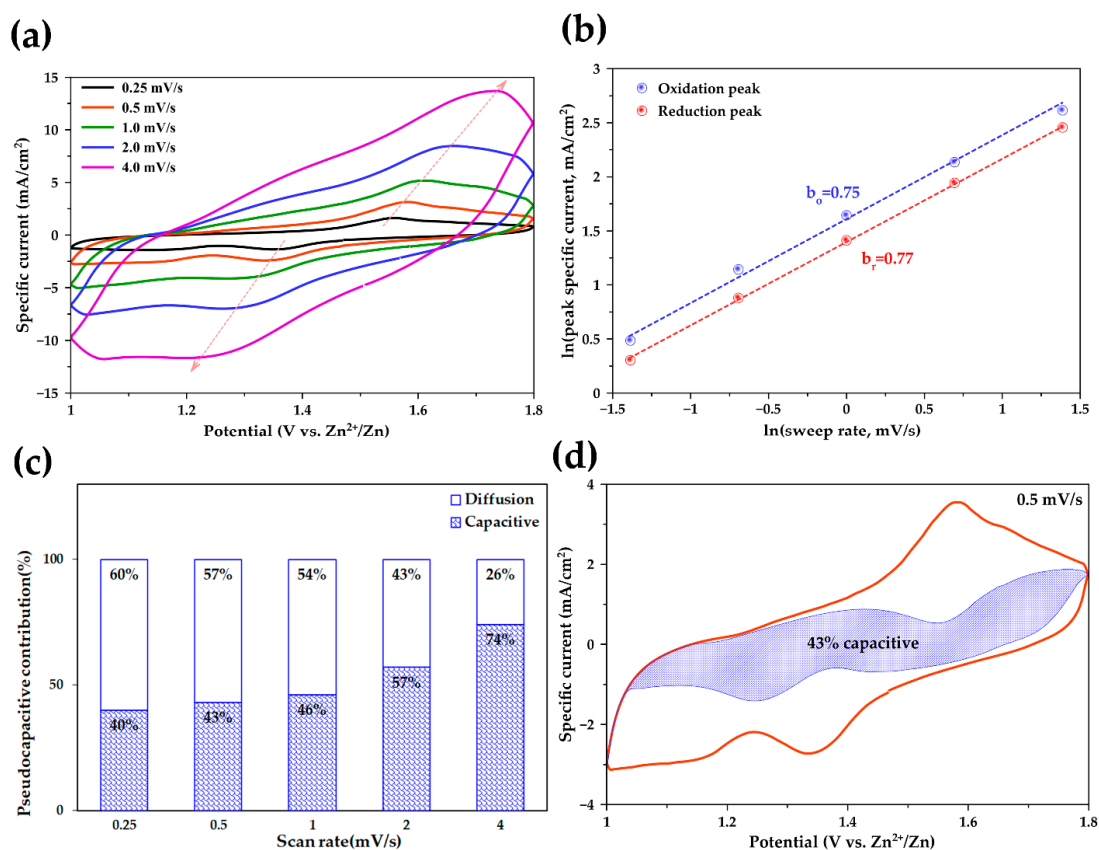 (a)
15
10
5
0
−5
−10
−15
Specific current (mA/cm²)
0.25 mV/s
0.5 mV/s
1.0 mV/s
2.0 mV/s
4.0 mV/s
1 1.2 1.4 1.6 1.8
Potential (V vs. Zn²⁺/Zn)
(b)
3
2.5
2
1.5
1
0.5
0
ln(peak specific current, mA/cm²)
Oxidation peak
Reduction peak
b_o=0.75
b_r=0.77
−1.5 −1 −0.5 0 0.5 1 1.5
ln(sweep rate, mV/s)
(c)
100
50
0
Pseudocapacitive contribution(%)
Diffusion
Capacitive
60% 57% 54% 43% 26%
40% 43% 46% 57% 74%
0.25 0.5 1 2 4
Scan rate(mV/s)
(d)
4
2
0
−2
−4
Specific current (mA/cm²)
0.5 mV/s
43% capacitive
1 1.2 1.4 1.6 1.8
Potential (V vs. Zn²⁺/Zn)